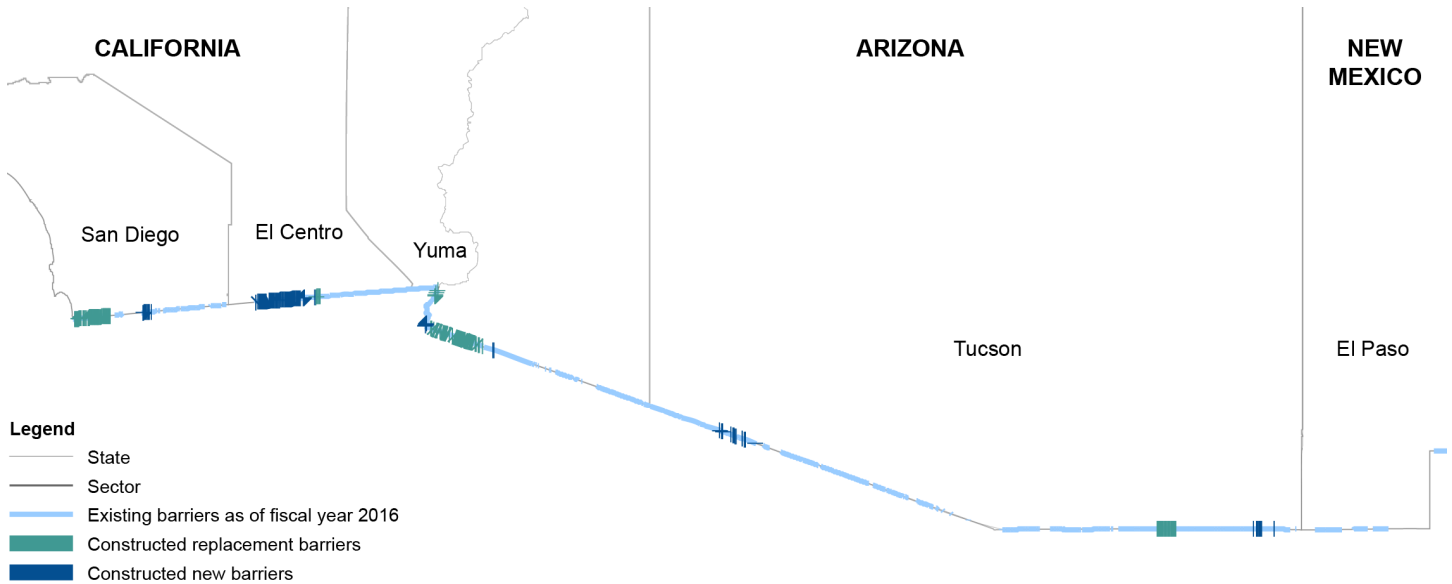 CALIFORNIA
ARIZONA
NEW
MEXICO
San Diego
El Centro
Yuma
Tucson
El Paso
Legend
State
Sector
Existing barriers as of fiscal year 2016
Constructed replacement barriers
Constructed new barriers